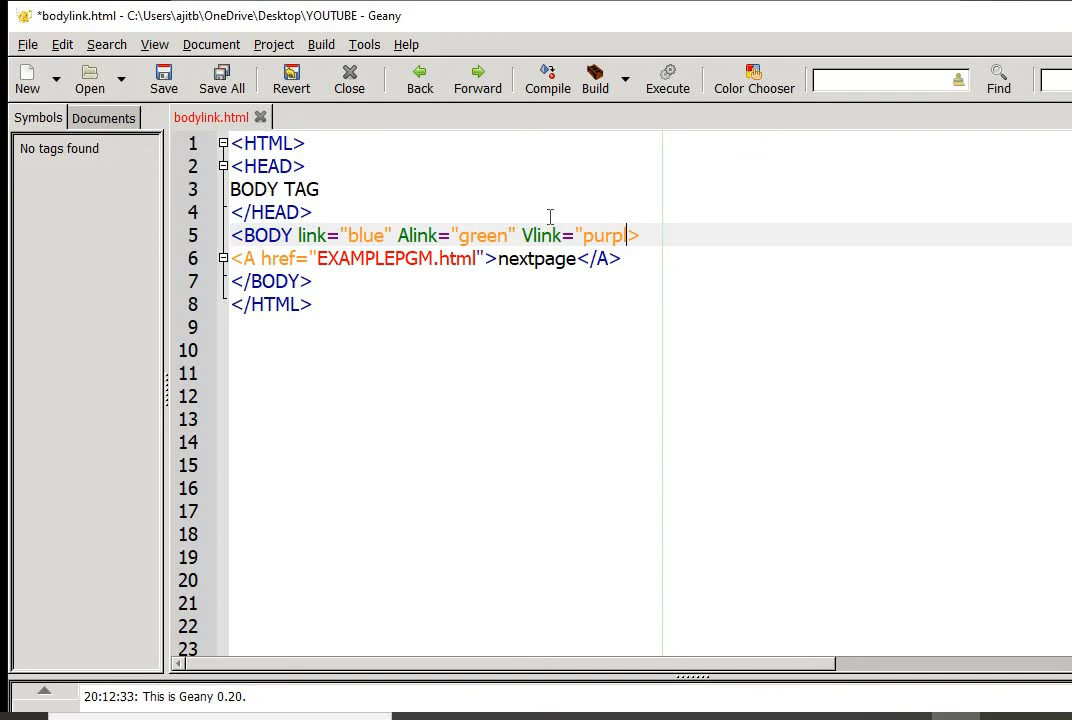 *bodylink.html - C:\Users\ajitb\OneDrive\Desktop\YOUTUBE - Geany
File Edit Search View Document Project Build Tools Help
New Open Save Save All Revert Close Back Forward Compile Build Execute Color Chooser Find
Symbols Documents bodylink.html
No tags found
1 <HTML>
2 <HEAD>
3 BODY TAG
4 </HEAD>
5 <BODY link="blue" Alink="green" Vlink="purpl>
6 <A href="EXAMPLEPGM.html">nextpage</A>
7 </BODY>
8 </HTML>
9
10
11
12
13
14
15
16
17
18
19
20
21
22
23
20:12:33: This is Geany 0.20.